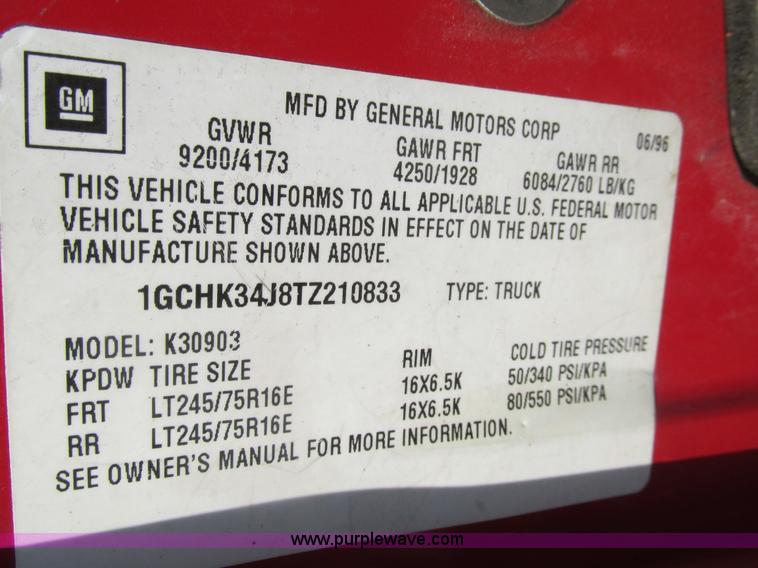 GM
MFD BY GENERAL MOTORS CORP 06/96
GVWR GAWR FRT GAWR RR
9200/4173 4250/1928 6084/2760 LB/KG
THIS VEHICLE CONFORMS TO ALL APPLICABLE U.S. FEDERAL MOTOR
VEHICLE SAFETY STANDARDS IN EFFECT ON THE DATE OF
MANUFACTURE SHOWN ABOVE.
1GCHK34J8TZ210833 TYPE: TRUCK
MODEL: K30903
KPDW TIRE SIZE RIM COLD TIRE PRESSURE
FRT LT245/75R16E 16X6.5K 50/340 PSI/KPA
RR LT245/75R16E 16X6.5K 80/550 PSI/KPA
SEE OWNER'S MANUAL FOR MORE INFORMATION.
www.purplewave.com